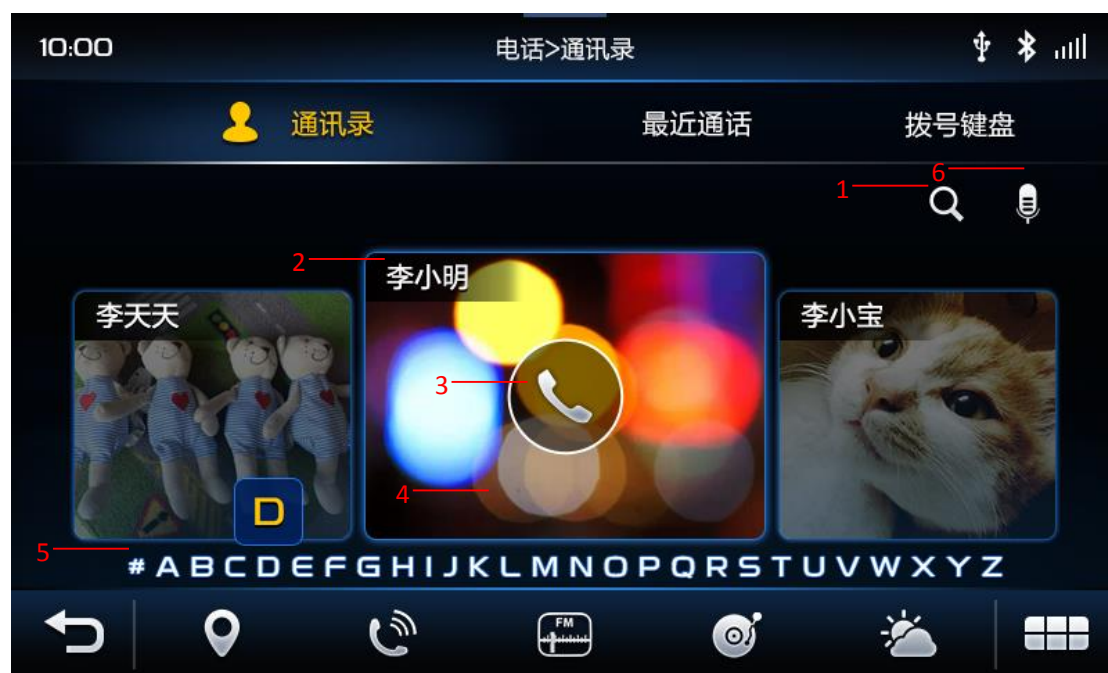 10:00 电话>通讯录
通讯录 最近通话 拨号键盘
6
1
2
李小明
李天天 李小宝
3
4
D
5
# A B C D E F G H I J K L M N O P Q R S T U V W X Y Z
FM